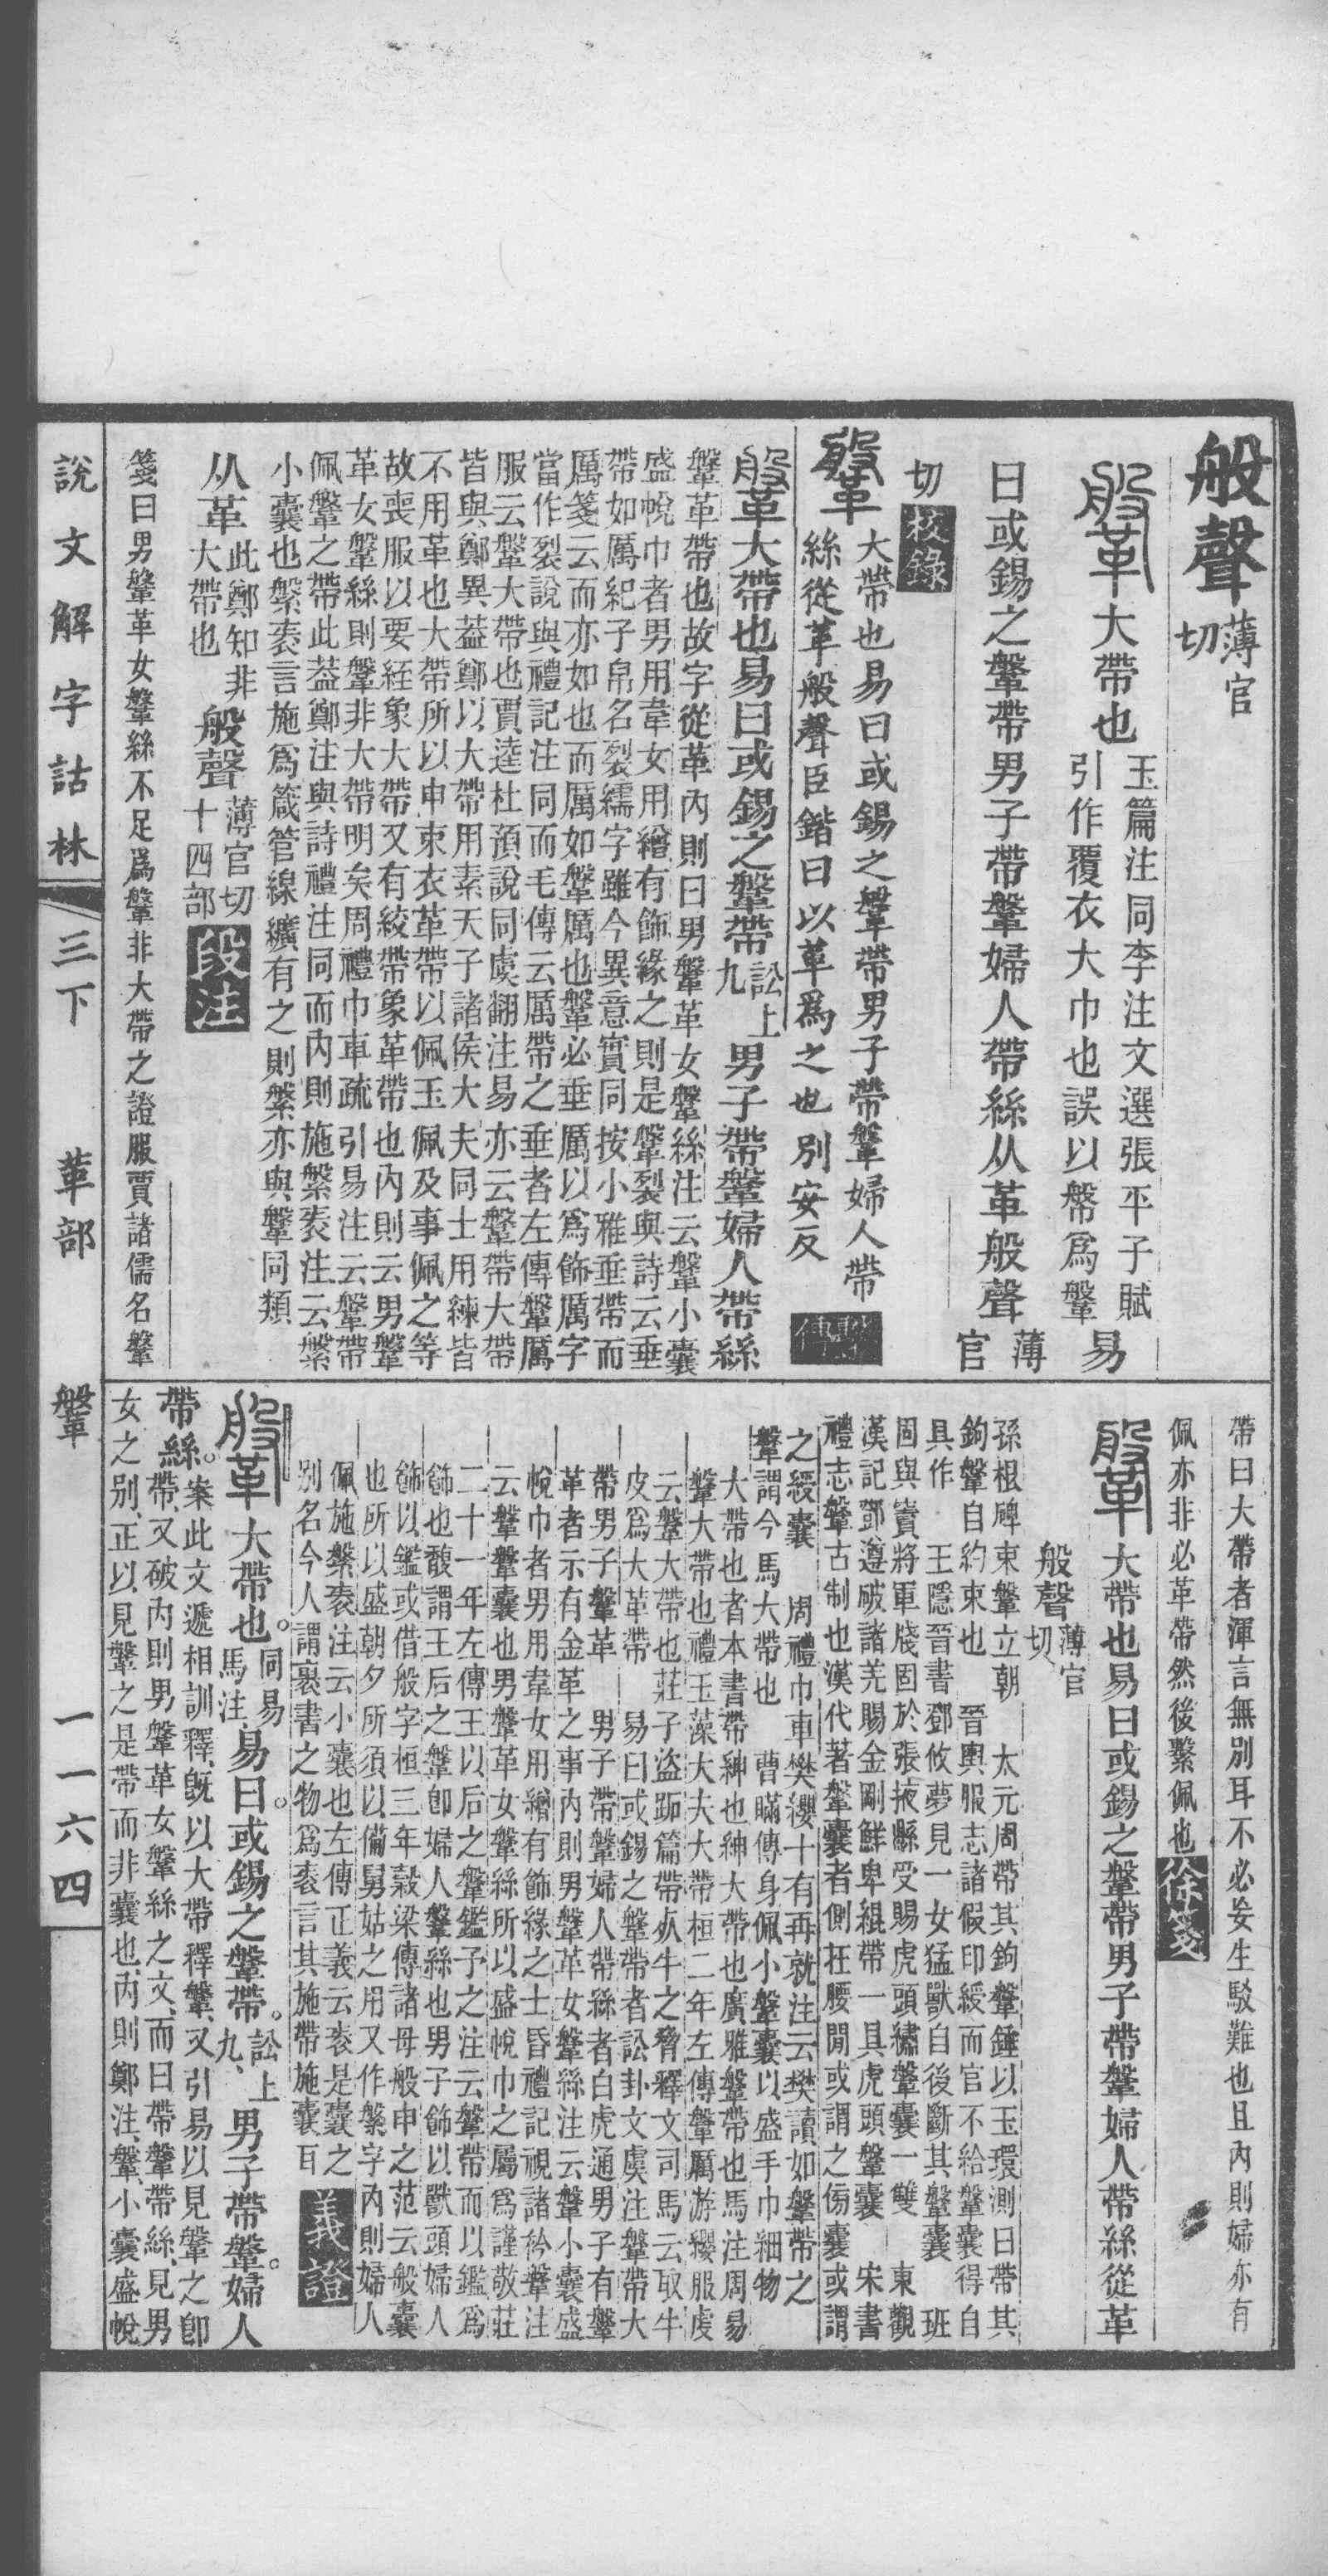 般聲薄官切
鞶大帶也玉篇注同李注文選張平子賦引作覆衣大巾也誤以幋爲鞶易
曰或錫之鞶帶男子帶鞶婦人帶絲从革般聲薄官
切校錄
鞶大帶也易曰或錫之鞶帶男子帶鞶婦人帶
絲從革般聲臣鍇曰以革爲之也別安反繫傳
鞶大帶也易曰或錫之鞶帶訟上九男子帶鞶婦人帶絲
鞶革帶也故字從革內則曰男鞶革女鞶絲注云鞶小囊
盛帨巾者男用韋女用繒有飾緣之則是鞶裂與詩云垂
帶如厲紀子帛名裂繻字雖今異意實同按小雅垂帶而
厲箋云而亦如也而厲如鞶厲也鞶必垂厲以爲飾厲字
當作裂說與禮記注同而毛傳云厲帶之垂者左傳鞶厲
服云鞶大帶也賈逵杜預說同虞翻注易亦云鞶帶大帶
皆與鄭異葢鄭以大帶用素天子諸侯大夫同士用練皆
不用革也大帶所以申束衣革帶以佩玉佩及事佩之等
故喪服以要絰象大帶又有絞帶象革帶也內則云男鞶
革女鞶絲則鞶非大帶明矣周禮巾車疏引易注云鞶帶
佩鞶之帶此葢鄭注與詩禮注同而內則施縏袠注云縏
小囊也縏袠言施爲箴管線纊有之則縏亦與鞶同類
从革此鄭知非大帶也般聲薄官切十四部段注
箋曰男鞶革女鞶絲不足爲鞶非大帶之證服賈諸儒名鞶
帶曰大帶者渾言無別耳不必妄生駁難也且內則婦亦有
佩亦非必革帶然後繫佩也徐箋
鞶大帶也易曰或錫之鞶帶男子帶鞶婦人帶絲從革
般聲薄官切
孫根碑束鞶立朝 太元周帶其鉤鞶錘以玉環測曰帶其
鉤鞶自約束也 晉輿服志諸假印綬而官不給鞶囊得自
具作 王隱晉書鄧攸夢見一女猛獸自後斷其鞶囊 班
固與竇將軍牋固於張掖縣受賜虎頭繡鞶囊一雙 東觀
漢記鄧遵破諸羌賜金剛鮮卑緄帶一具虎頭鞶囊 宋書
禮志鞶古制也漢代著鞶囊者側在腰閒或謂之傍囊或謂
之綬囊 周禮巾車樊纓十有再就注云樊讀如鞶帶之
鞶謂今馬大帶也 曹瞞傳身佩小鞶囊以盛手巾細物
大帶也者本書帶紳也紳大帶也廣雅鞶帶也馬注周易
鞶大帶也禮玉藻大夫大帶桓二年左傳鞶厲游纓服虔
云鞶大帶也莊子盜跖篇帶死牛之脅釋文司馬云取牛
皮爲大革帶 易曰或錫之鞶帶者訟卦文虞注鞶帶大
帶男子鞶革 男子帶鞶婦人帶絲者白虎通男子有鞶
革者示有金革之事內則男鞶革女鞶絲注云鞶小囊盛
帨巾者男用韋女用繒有飾緣之士昏禮記視諸衿鞶注
云鞶鞶囊也男鞶革女鞶絲所以盛帨巾之屬爲謹敬莊
二十一年左傳王以后之鞶鑑予之注云鞶帶而以鑑爲
飾也馥謂王后之鞶卽婦人鞶絲也男子飾以獸頭婦人
飾以鑑或借般字桓三年穀梁傳諸母般申之范云般囊
也所以盛朝夕所須以備舅姑之用又作縏字內則婦人
佩施縏袠注云小囊也左傳正義云袠是囊之
別名今人謂裹書之物爲袠言其施帶施囊耳義證
鞶大帶也。同易馬注、易曰。或錫之鞶帶。訟上九、男子帶鞶。婦人
帶絲。案此文遞相訓釋、旣以大帶釋鞶、又引易以見鞶之卽
帶、又破內則男鞶革女鞶絲之文、而曰帶鞶帶絲、見男
女之別、正以見鞶之是帶而非囊也、內則鄭注、鞶、小囊盛帨
說文解字詁林 三下 革部 鞶 一一六四